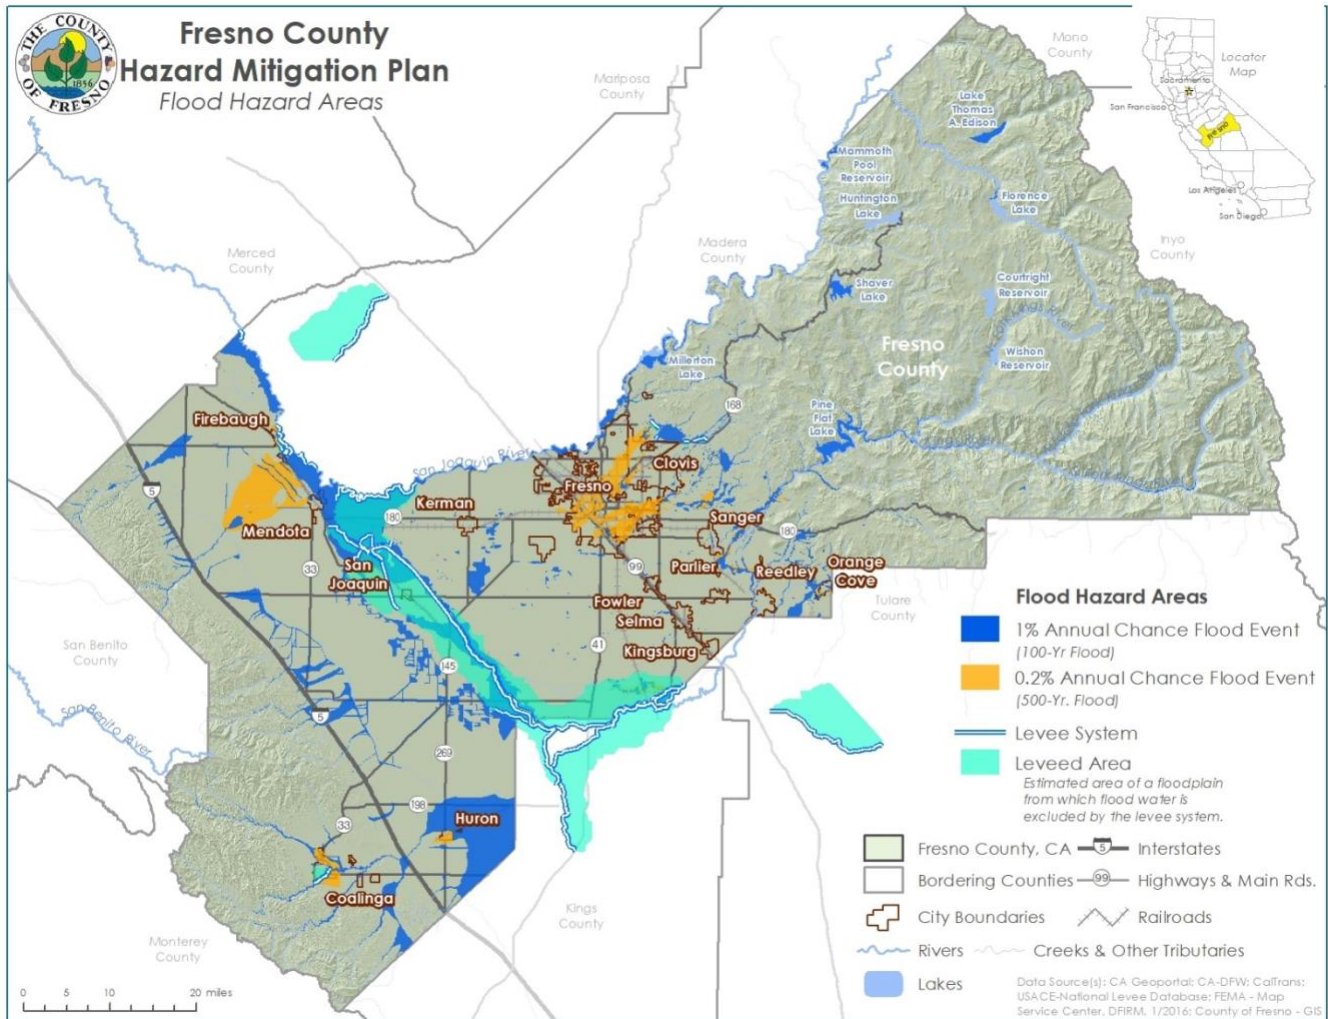 THE COUNTY
OF FRESNO
1856
Fresno County
Hazard Mitigation Plan
Flood Hazard Areas
Mono
County
Locator
Map
Sacramento
San Francisco
Fresno
Los Angeles
San Diego
Mariposa
County
Lake
Thomas
A. Edison
Mammoth
Pool
Reservoir
Huntington
Lake
Florence
Lake
Inyo
County
Merced
County
Madera
County
Shaver
Lake
Courtright
Reservoir
Kings River
Wishon
Reservoir
Fresno
County
Millerton
Lake
168
Pine
Flat
Lake
Firebaugh
San Joaquin River
Clovis
5
Fresno
Kerman
180
Mendota
Sanger
180
33
San
Joaquin
99
Parlier
Reedley
Orange
Cove
Tulare
County
Fowler
Selma
41
Kingsburg
San Benito
County
145
San Benito
River
5
269
198
Huron
33
Coalinga
Kings
County
Monterey
County
0 5 10 20 miles
Flood Hazard Areas
1% Annual Chance Flood Event
(100-Yr Flood)
0.2% Annual Chance Flood Event
(500-Yr. Flood)
Levee System
Leveed Area
Estimated area of a floodplain
from which flood water is
excluded by the levee system.
Fresno County, CA 5 Interstates
Bordering Counties 99 Highways & Main Rds.
City Boundaries Railroads
Rivers Creeks & Other Tributaries
Lakes
Data Source(s): CA Geoportal; CA-DFW; CalTrans;
USACE-National Levee Database; FEMA - Map
Service Center, DFIRM, 1/2016; County of Fresno - GIS